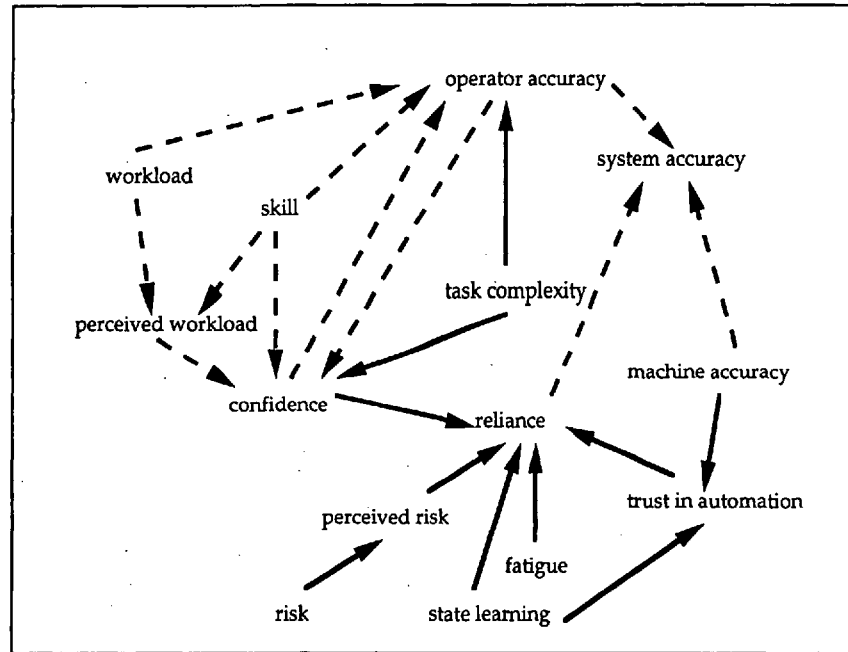 operator accuracy
system accuracy
workload
skill
task complexity
perceived workload
machine accuracy
confidence
reliance
trust in automation
perceived risk
fatigue
risk
state learning